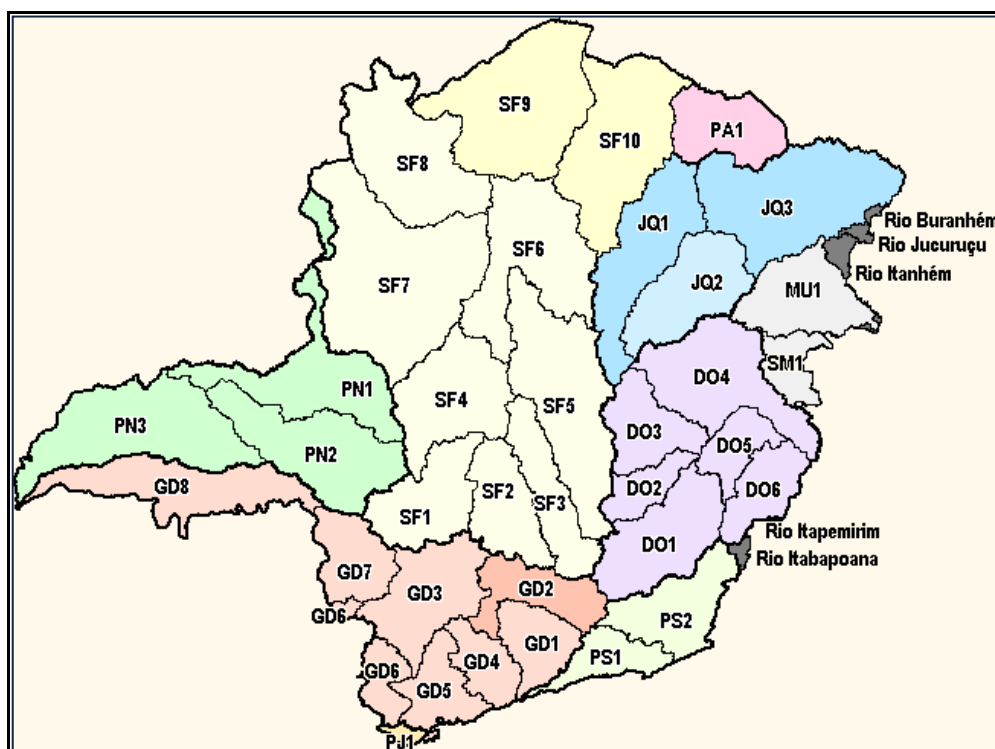 SF9
SF10
PA1
SF8
JQ1
JQ3
Rio Buranhém
SF6
Rio Jucuruçu
Rio Itanhém
SF7
JQ2
MU1
SM1
DO4
PN1
SF4
SF5
PN3
DO3
DO5
PN2
GD8
SF2
DO2
DO6
SF3
SF1
Rio Itapemirim
DO1
Rio Itabapoana
GD7
GD3
GD2
GD6
PS2
GD1
PS1
GD4
GD6
GD5
PJ1